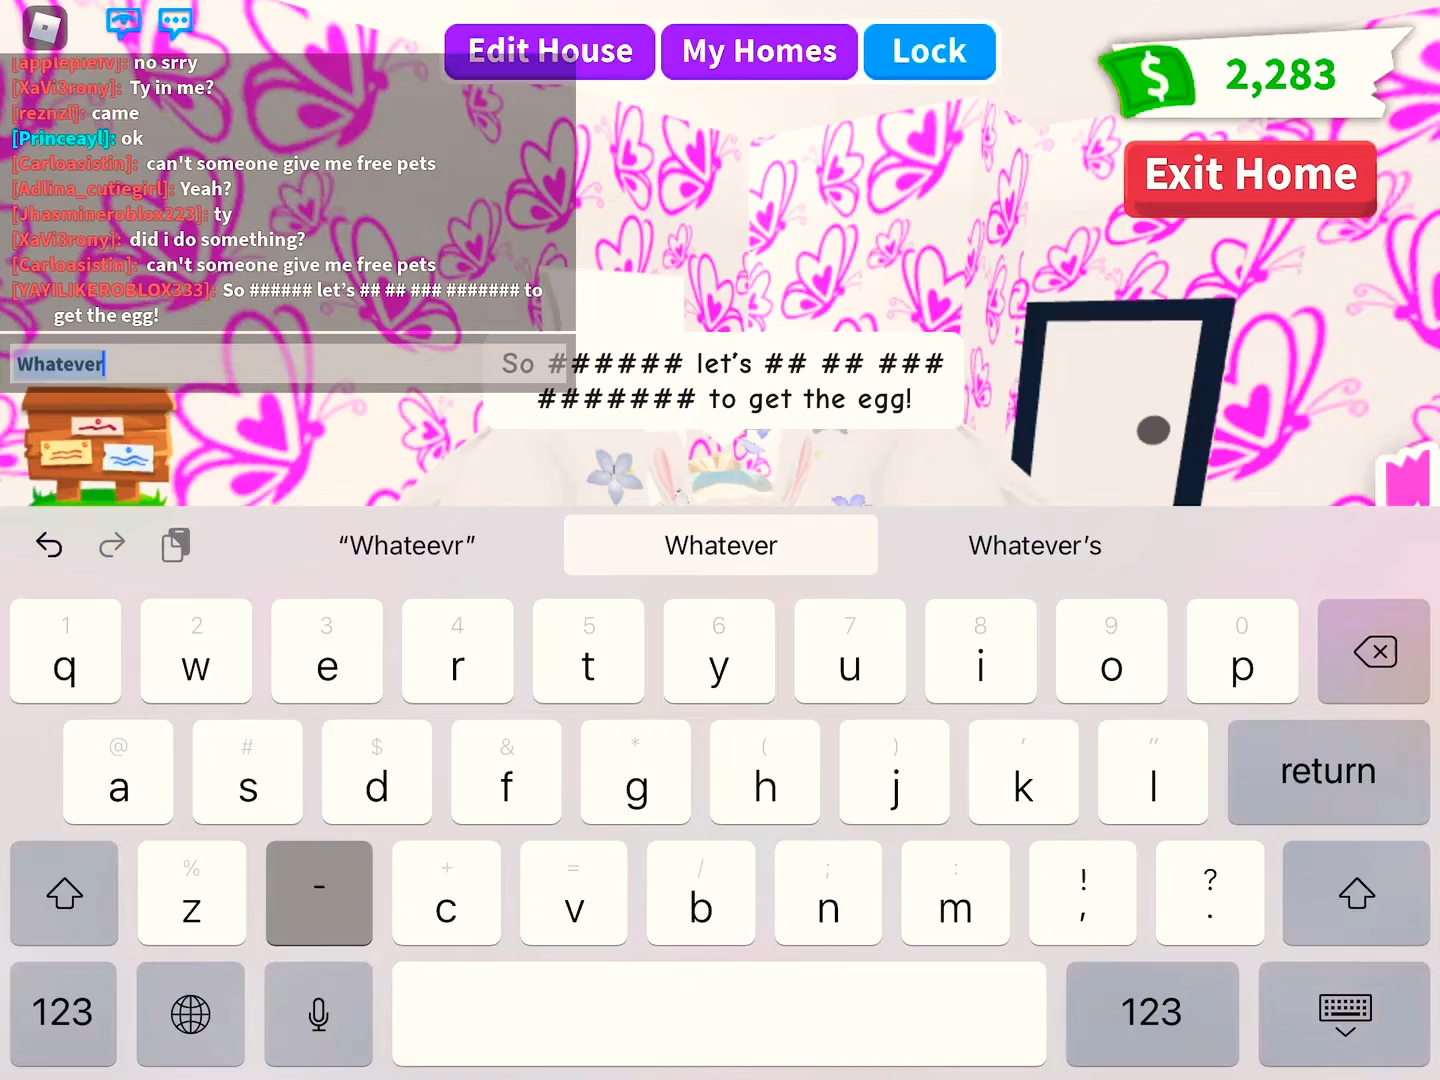 Edit House
My Homes
Lock
2,283
Exit Home
[applepiefv]: no srry
[XaVi3rony]: Ty in me?
[reznzl]: came
[Princeayl]: ok
[Carloasistin]: can't someone give me free pets
[Adlina_cutiegirl]: Yeah?
[Jhasmineroblox223]: ty
[XaVi3rony]: did i do something?
[Carloasistin]: can't someone give me free pets
[YAYILIKEROBLOX333]: So ###### let’s ## ## ### ####### to
get the egg!
Whatever
So ###### let’s ## ## ###
####### to get the egg!
“Whateevr”
Whatever
Whatever’s
1 2 3 4 5 6 7 8 9 0
q w e r t y u i o p
@ # $ & * ( ) ' "
a s d f g h j k l
return
% - + = / ; : ! ?
z c v b n m , .
123
123